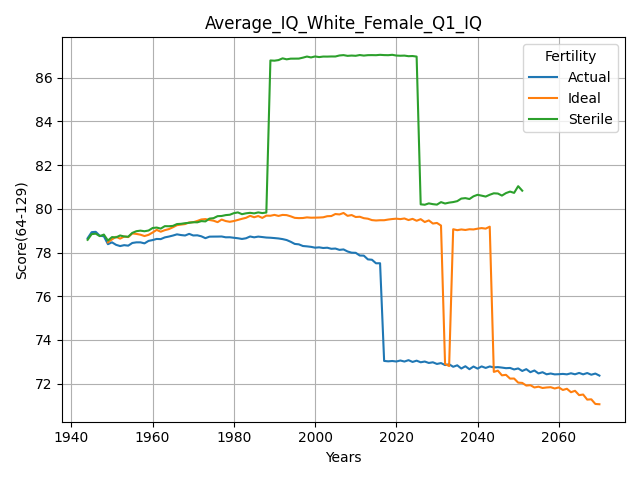 Average_IQ_White_Female_Q1_IQ
Fertility
Actual
Ideal
Sterile
Score(64-129)
86
84
82
80
78
76
74
72
1940
1960
1980
2000
2020
2040
2060
Years